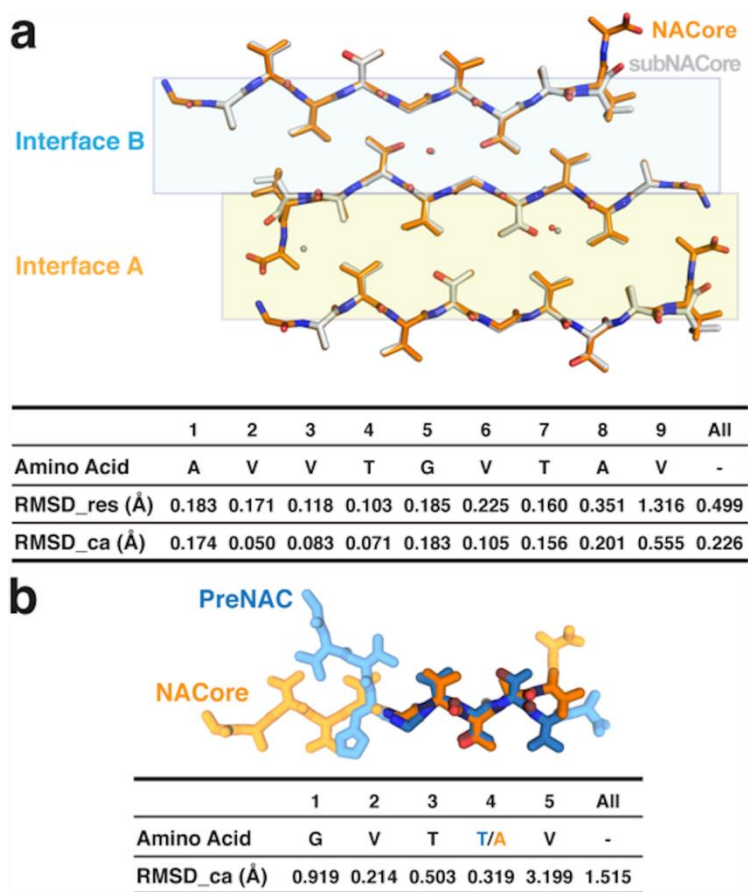 a
NACore
subNACore
Interface B
Interface A
1 2 3 4 5 6 7 8 9 All
Amino Acid A V V T G V T A V -
RMSD_res (Å) 0.183 0.171 0.118 0.103 0.185 0.225 0.160 0.351 1.316 0.499
RMSD_ca (Å) 0.174 0.050 0.083 0.071 0.183 0.105 0.156 0.201 0.555 0.226
b
PreNAC
NACore
1 2 3 4 5 All
Amino Acid G V T T/A V -
RMSD_ca (Å) 0.919 0.214 0.503 0.319 3.199 1.515